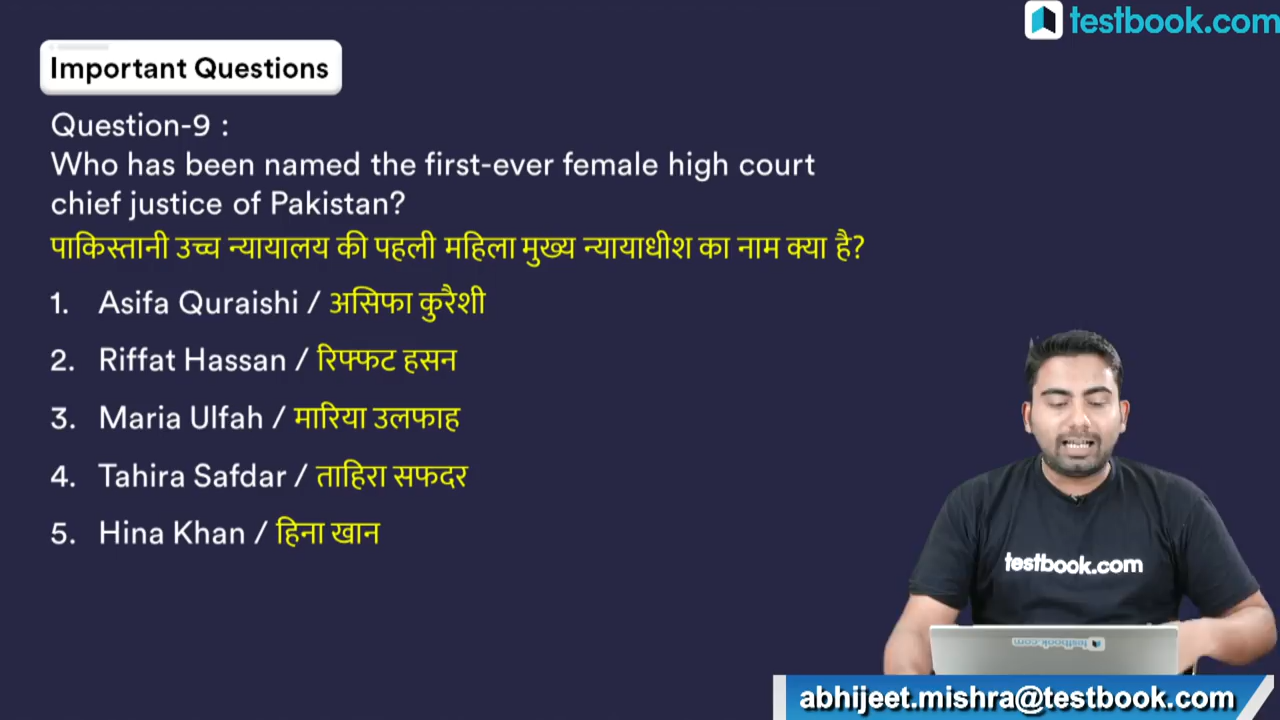 testbook.com
Important Questions
Question-9 :
Who has been named the first-ever female high court
chief justice of Pakistan?
पाकिस्तानी उच्च न्यायालय की पहली महिला मुख्य न्यायाधीश का नाम क्या है?
1. Asifa Quraishi / असिफा कुरैशी
2. Riffat Hassan / रिफ्फट हसन
3. Maria Ulfah / मारिया उलफाह
4. Tahira Safdar / ताहिरा सफदर
5. Hina Khan / हिना खान
testbook.com
testbook.com
abhijeet.mishra@testbook.com